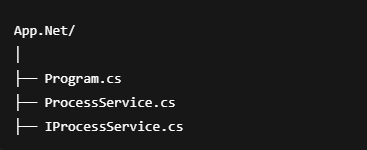 App.Net/
│
├── Program.cs
├── ProcessService.cs
├── IProcessService.cs